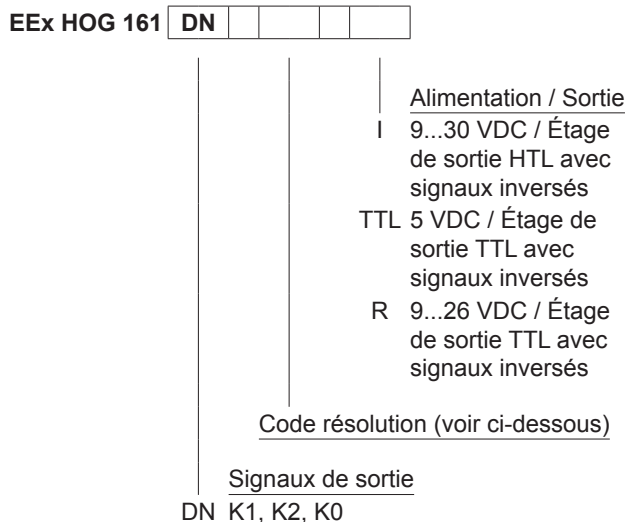 EEx HOG 161 DN
Alimentation / Sortie
I 9...30 VDC / Étage
de sortie HTL avec
signaux inversés
TTL 5 VDC / Étage de
sortie TTL avec
signaux inversés
R 9...26 VDC / Étage
de sortie TTL avec
signaux inversés
Code résolution (voir ci-dessous)
Signaux de sortie
DN K1, K2, K0